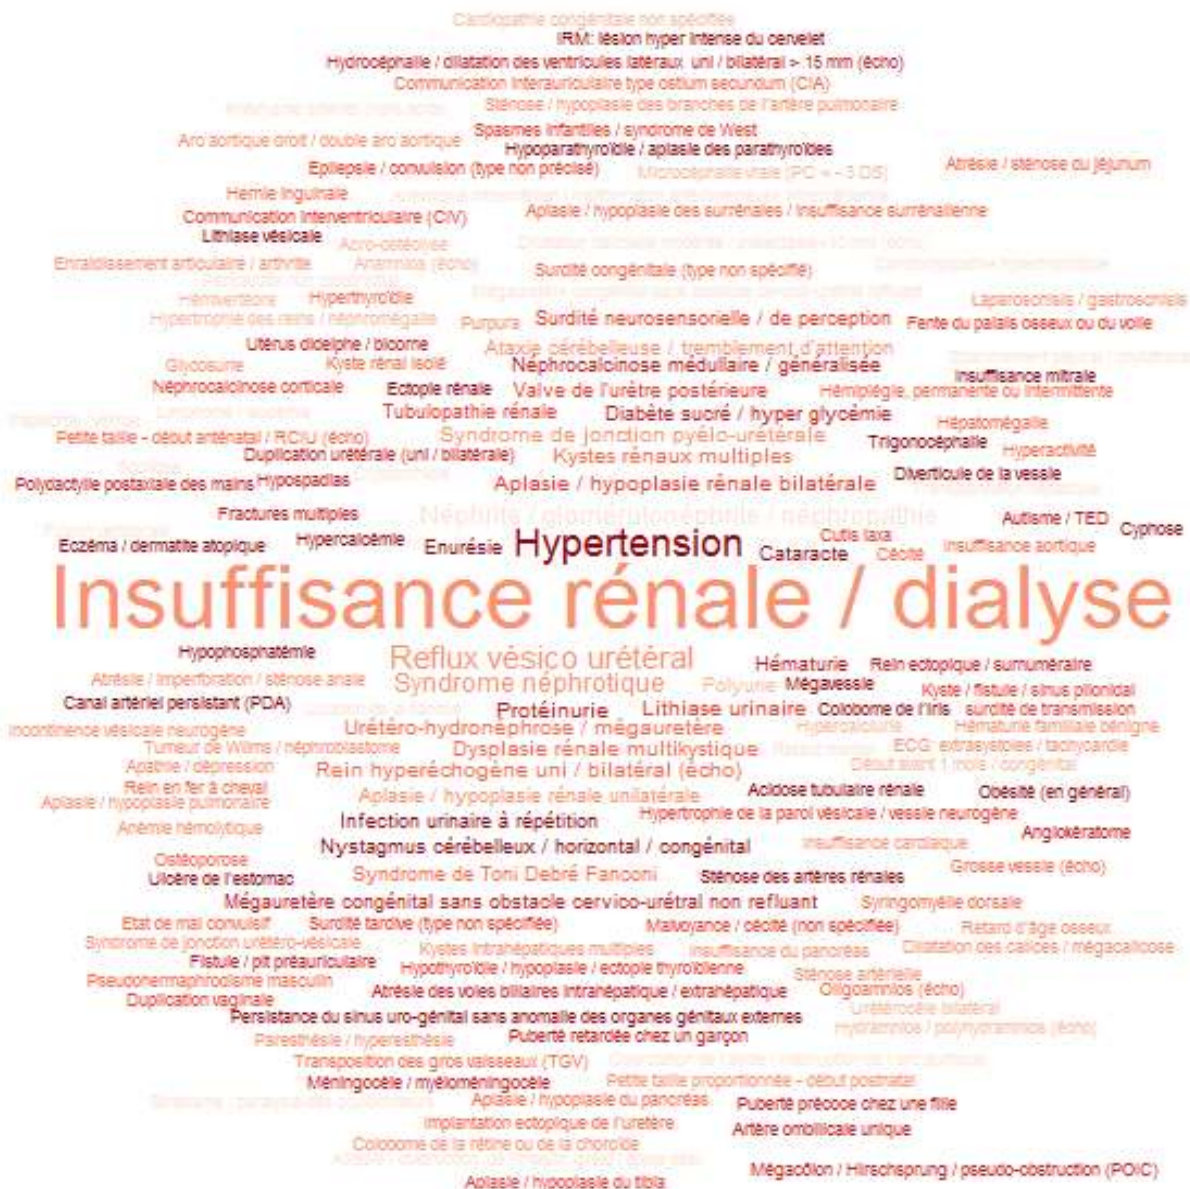 Cardiopathie congénitale non spécifiée
IRM: lésion hyper intense du cervelet
Hydrocéphalie / dilatation des ventricules latéraux uni / bilatéral > 15 mm (écho)
Communication interauriculaire type ostium secundum (CIA)
Sténose / hypoplasie des branches de l'artère pulmonaire
Spasmes infantiles / syndrome de West
Arc aortique droit / double arc aortique
Hypoparathyroïdie / aplasie des parathyroïdes
Epilepsie / convulsion (type non précisé)
Microcéphalie vraie (PC < - 3 DS)
Atrésie / sténose du jéjunum
Hernie inguinale
Communication interventriculaire (CIV)
Aplasie / hypoplasie des surrénales / insuffisance surrénalienne
Lithiase vésicale
Acro-ostéolyse
Enraidissement articulaire / arthrite
Anamnios (écho)
Surdité congénitale (type non spécifié)
Hémivertèbre
Hyperthyroïdie
Laparoschisis / gastroschisis
Hypertrophie des reins / néphromégalie
Purpura
Surdité neurosensorielle / de perception
Fente du palais osseux ou du voile
Utérus didelphe / bicorne
Ataxie cérébelleuse / tremblement d'attention
Glycosurie
Kyste rénal isolé
Néphrocalcinose médullaire / généralisée
Insuffisance mitrale
Néphrocalcinose corticale
Ectopie rénale
Valve de l'urètre postérieure
Hémiplégie, permanente ou intermittente
Tubulopathie rénale
Diabète sucré / hyper glycémie
Hépatomégalie
Petite taille - début anténatal / RCIU (écho)
Syndrome de jonction pyélo-urétérale
Trigonocéphalie
Hyperactivité
Duplication urétérale (uni / bilatérale)
Kystes rénaux multiples
Polydactylie postaxiale des mains
Hypospadias
Aplasie / hypoplasie rénale bilatérale
Diverticule de la vessie
Fractures multiples
Néphrite / glomérulonéphrite / néphropathie
Autisme / TED
Eczéma / dermatite atopique
Hypercalcémie
Enurésie
Hypertension
Cataracte
Cutis laxa
Cécité
Insuffisance aortique
Cyphose
Insuffisance rénale / dialyse
Hypophosphatémie
Reflux vésico urétéral
Hématurie
Rein ectopique / surnuméraire
Atrésie / imperforation / sténose anale
Syndrome néphrotique
Polyurie
Mégavessie
Kyste / fistule / sinus pilonidal
Canal artériel persistant (PDA)
Protéinurie
Lithiase urinaire
Colobome de l'iris
surdité de transmission
Incontinence vésicale neurogène
Urétéro-hydronéphrose / mégauretère
Hypercalciurie
Hématurie familiale bénigne
Tumeur de Wilms / néphroblastome
Dysplasie rénale multikystique
ECG: extrasystoles / tachycardie
Apathie / dépression
Rein hyperéchogène uni / bilatéral (écho)
Début avant 1 mois / congénital
Rein en fer à cheval
Aplasie / hypoplasie pulmonaire
Aplasie / hypoplasie rénale unilatérale
Acidose tubulaire rénale
Obésité (en général)
Anémie hémolytique
Infection urinaire à répétition
Hypertrophie de la paroi vésicale / vessie neurogène
Angiokératome
Nystagmus cérébelleux / horizontal / congénital
Insuffisance cardiaque
Ostéoporose
Grosse vessie (écho)
Ulcère de l'estomac
Syndrome de Toni Debré Fanconi
Sténose des artères rénales
Mégauretère congénital sans obstacle cervico-urétral non refluant
Syringomyélie dorsale
Etat de mal convulsif
Surdité tardive (type non spécifiée)
Malvoyance / cécité (non spécifiée)
Retard d'âge osseux
Syndrome de jonction urétéro-vésicale
Kystes intrahépatiques multiples
Insuffisance du pancréas
Dilatation des calices / mégacalicose
Fistule / pit préauriculaire
Hypothyroïdie / hypoplasie / ectopie thyroïdienne
Sténose artérielle
Pseudohermaphrodisme masculin
Atrésie des voies biliaires intrahépatique / extrahépatique
Oligoamnios (écho)
Duplication vaginale
Urétérocèle bilatéral
Persistance du sinus uro-génital sans anomalie des organes génitaux externes
Hydramnios / polyhydramnios (écho)
Paresthésie / hyperesthésie
Puberté retardée chez un garçon
Transposition des gros vaisseaux (TGV)
Méningocèle / myéloméningocèle
Petite taille proportionnée - début postnatal
Aplasie / hypoplasie du pancréas
Puberté précoce chez une fille
Implantation ectopique de l'uretère
Artère ombilicale unique
Colobome de la rétine ou de la choroïde
Mégacôlon / Hirschsprung / pseudo-obstruction (POIC)
Aplasie / hypoplasie du tibia